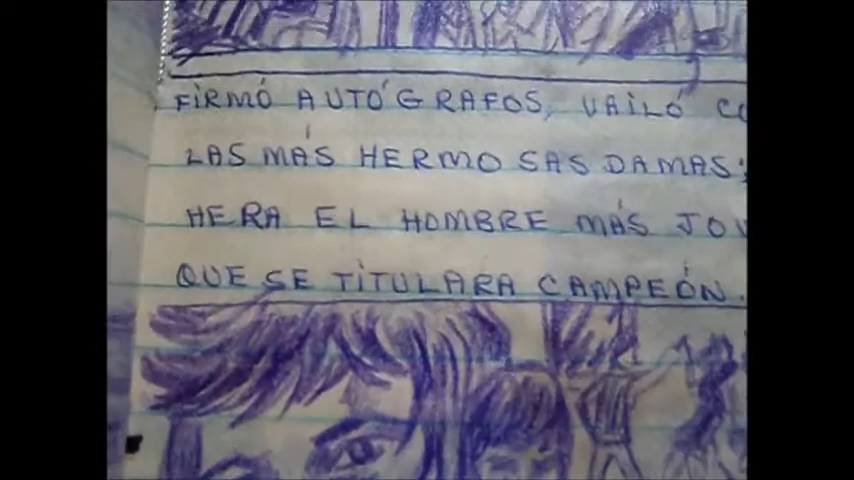 FIRMÓ AUTÓGRAFOS, VAILÓ
LAS MÁS HERMOSAS DAMAS;
HERA EL HOMBRE MÁS
QUE SE TITULARA CAMPEÓN.